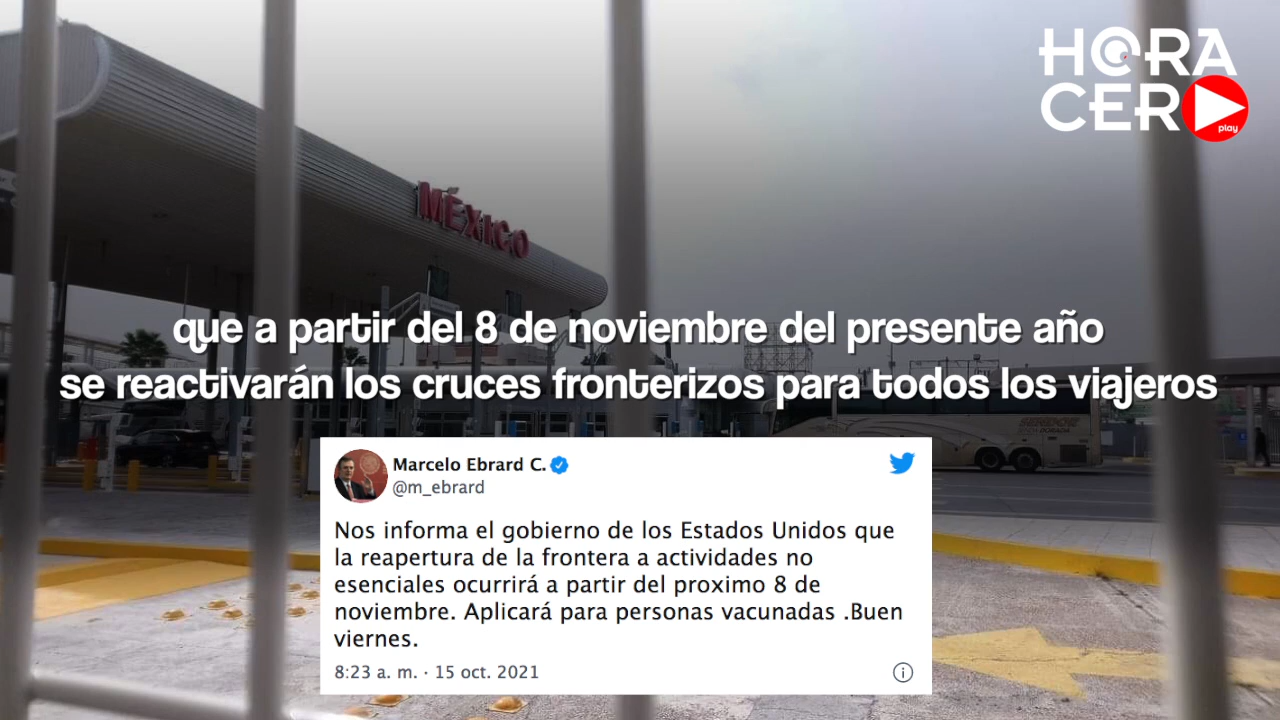 HORA
CERO
play
MÉXICO
que a partir del 8 de noviembre del presente año
se reactivarán los cruces fronterizos para todos los viajeros
Marcelo Ebrard C.
@m_ebrard
Nos informa el gobierno de los Estados Unidos que
la reapertura de la frontera a actividades no
esenciales ocurrirá a partir del proximo 8 de
noviembre. Aplicará para personas vacunadas .Buen
viernes.
8:23 a. m. · 15 oct. 2021